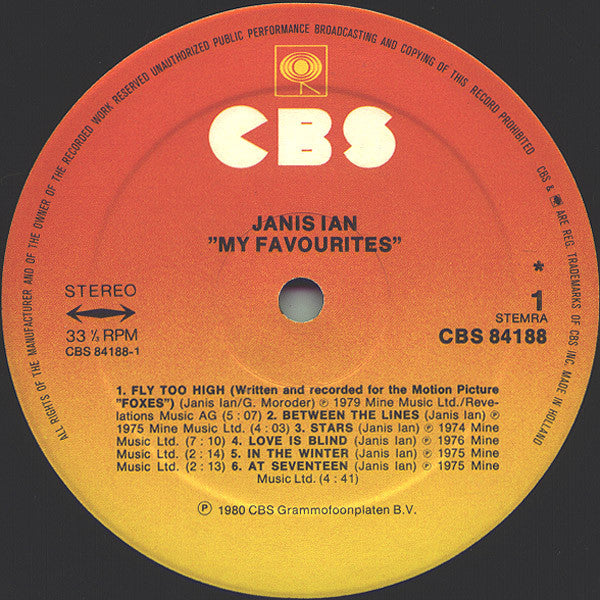 ALL RIGHTS OF THE MANUFACTURER AND OF THE OWNER OF THE RECORDED WORK RESERVED UNAUTHORIZED PUBLIC PERFORMANCE BROADCASTING AND COPYING OF THIS RECORD PROHIBITED CBS & ARE REG. TRADEMARKS OF CBS INC. MADE IN HOLLAND
CBS
JANIS IAN
"MY FAVOURITES"
STEREO
33 ⅓ RPM
CBS 84188-1
*
1
STEMRA
CBS 84188
1. FLY TOO HIGH (Written and recorded for the Motion Picture
"FOXES") (Janis Ian/G. Moroder) ℗ 1979 Mine Music Ltd./Reve-
lations Music AG (5 : 07) 2. BETWEEN THE LINES (Janis Ian) ℗
1975 Mine Music Ltd. (4 : 03) 3. STARS (Janis Ian) ℗ 1974 Mine
Music Ltd. (7 : 10) 4. LOVE IS BLIND (Janis Ian) ℗ 1976 Mine
Music Ltd. (2 : 14) 5. IN THE WINTER (Janis Ian) ℗ 1975 Mine
Music Ltd. (2 : 13) 6. AT SEVENTEEN (Janis Ian) ℗ 1975 Mine
Music Ltd. (4 : 41)
℗ 1980 CBS Grammofoonplaten B.V.